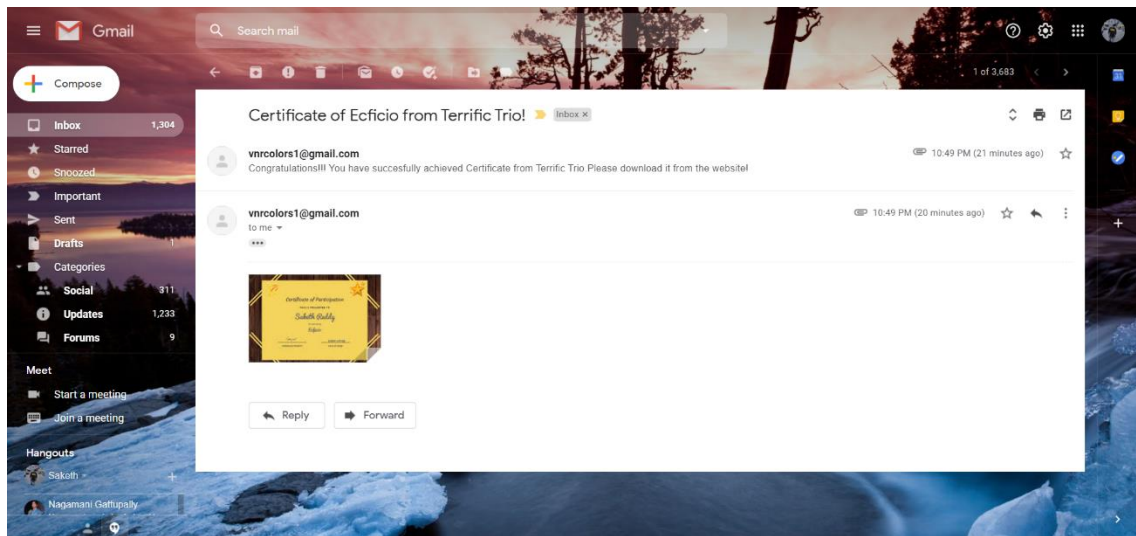 Gmail
Search mail
1 of 3,683
Compose
Certificate of Ecficio from Terrific Trio!
Inbox ×
Inbox 1,304
Starred
Snoozed
Important
Sent
Drafts 1
Categories
Social 311
Updates 1,233
Forums 9
Meet
Start a meeting
Join a meeting
Hangouts
Saketh
Nagamani Gattupally
vnrcolors1@gmail.com
10:49 PM (21 minutes ago)
Congratulations!!! You have succesfully achieved Certificate from Terrific Trio Please download it from the website!
vnrcolors1@gmail.com
10:49 PM (20 minutes ago)
to me
Certificate of Participation
Saketh Reddy
Reply
Forward